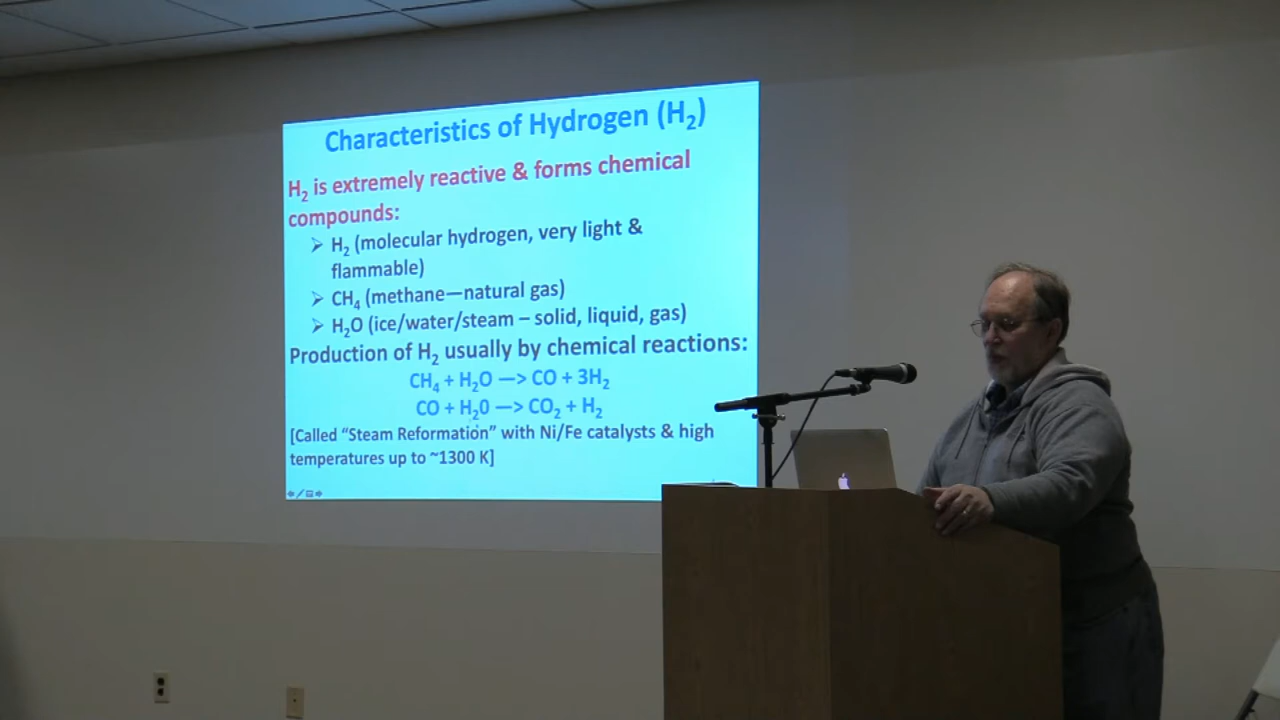 Characteristics of Hydrogen (H₂)
H₂ is extremely reactive & forms chemical
compounds:
➢ H₂ (molecular hydrogen, very light &
flammable)
➢ CH₄ (methane—natural gas)
➢ H₂O (ice/water/steam – solid, liquid, gas)
Production of H₂ usually by chemical reactions:
CH₄ + H₂O —> CO + 3H₂
CO + H₂0 —> CO₂ + H₂
[Called “Steam Reformation” with Ni/Fe catalysts & high
temperatures up to ~1300 K]